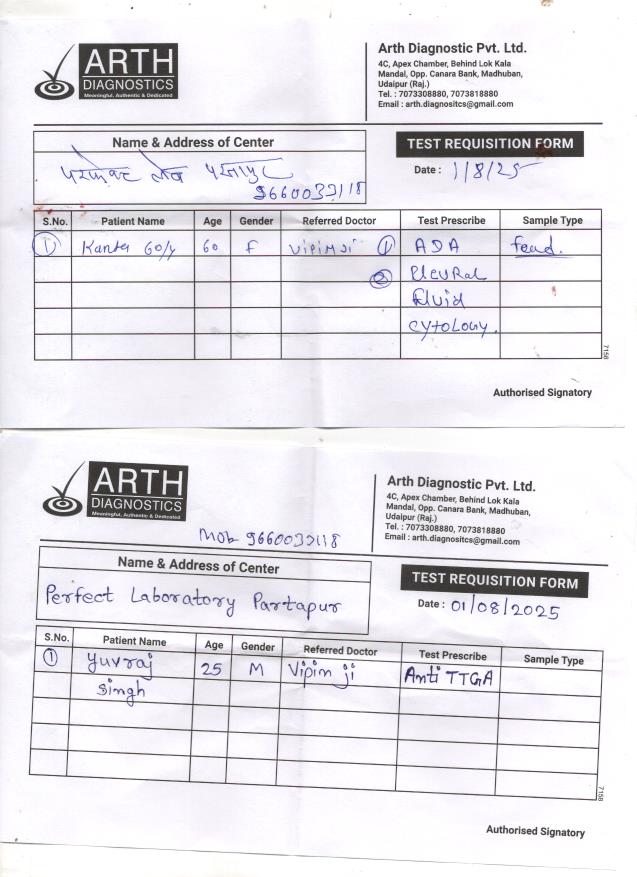 ARTH
DIAGNOSTICS
Meaningful, Authentic & Dedicated
Arth Diagnostic Pvt. Ltd.
4C, Apex Chamber, Behind Lok Kala
Mandal, Opp. Canara Bank, Madhuban,
Udaipur (Raj.)
Tel. : 7073308880, 7073818880
Email : arth.diagnositcs@gmail.com
Name & Address of Center
TEST REQUISITION FORM
परफेक्ट लेब परतापुर
Date : 1/8/25
S.No. Patient Name Age Gender Referred Doctor Test Prescribe Sample Type
1 Kanta 60/y 60 F VIPIMJI 1 ADA
2 PLeuRaL
fluid
CYTOLOGY.
7158
Authorised Signatory
ARTH
DIAGNOSTICS
Meaningful, Authentic & Dedicated
Arth Diagnostic Pvt. Ltd.
4C, Apex Chamber, Behind Lok Kala
Mandal, Opp. Canara Bank, Madhuban,
Udaipur (Raj.)
Tel. : 7073308880, 7073818880
Email : arth.diagnositcs@gmail.com
Name & Address of Center
TEST REQUISITION FORM
Perfect Laboratory Partapur
Date : 01/08/2025
S.No. Patient Name Age Gender Referred Doctor Test Prescribe Sample Type
1 Yuvraj 25 M Vipin ji Anti TTGA
Singh
7158
Authorised Signatory